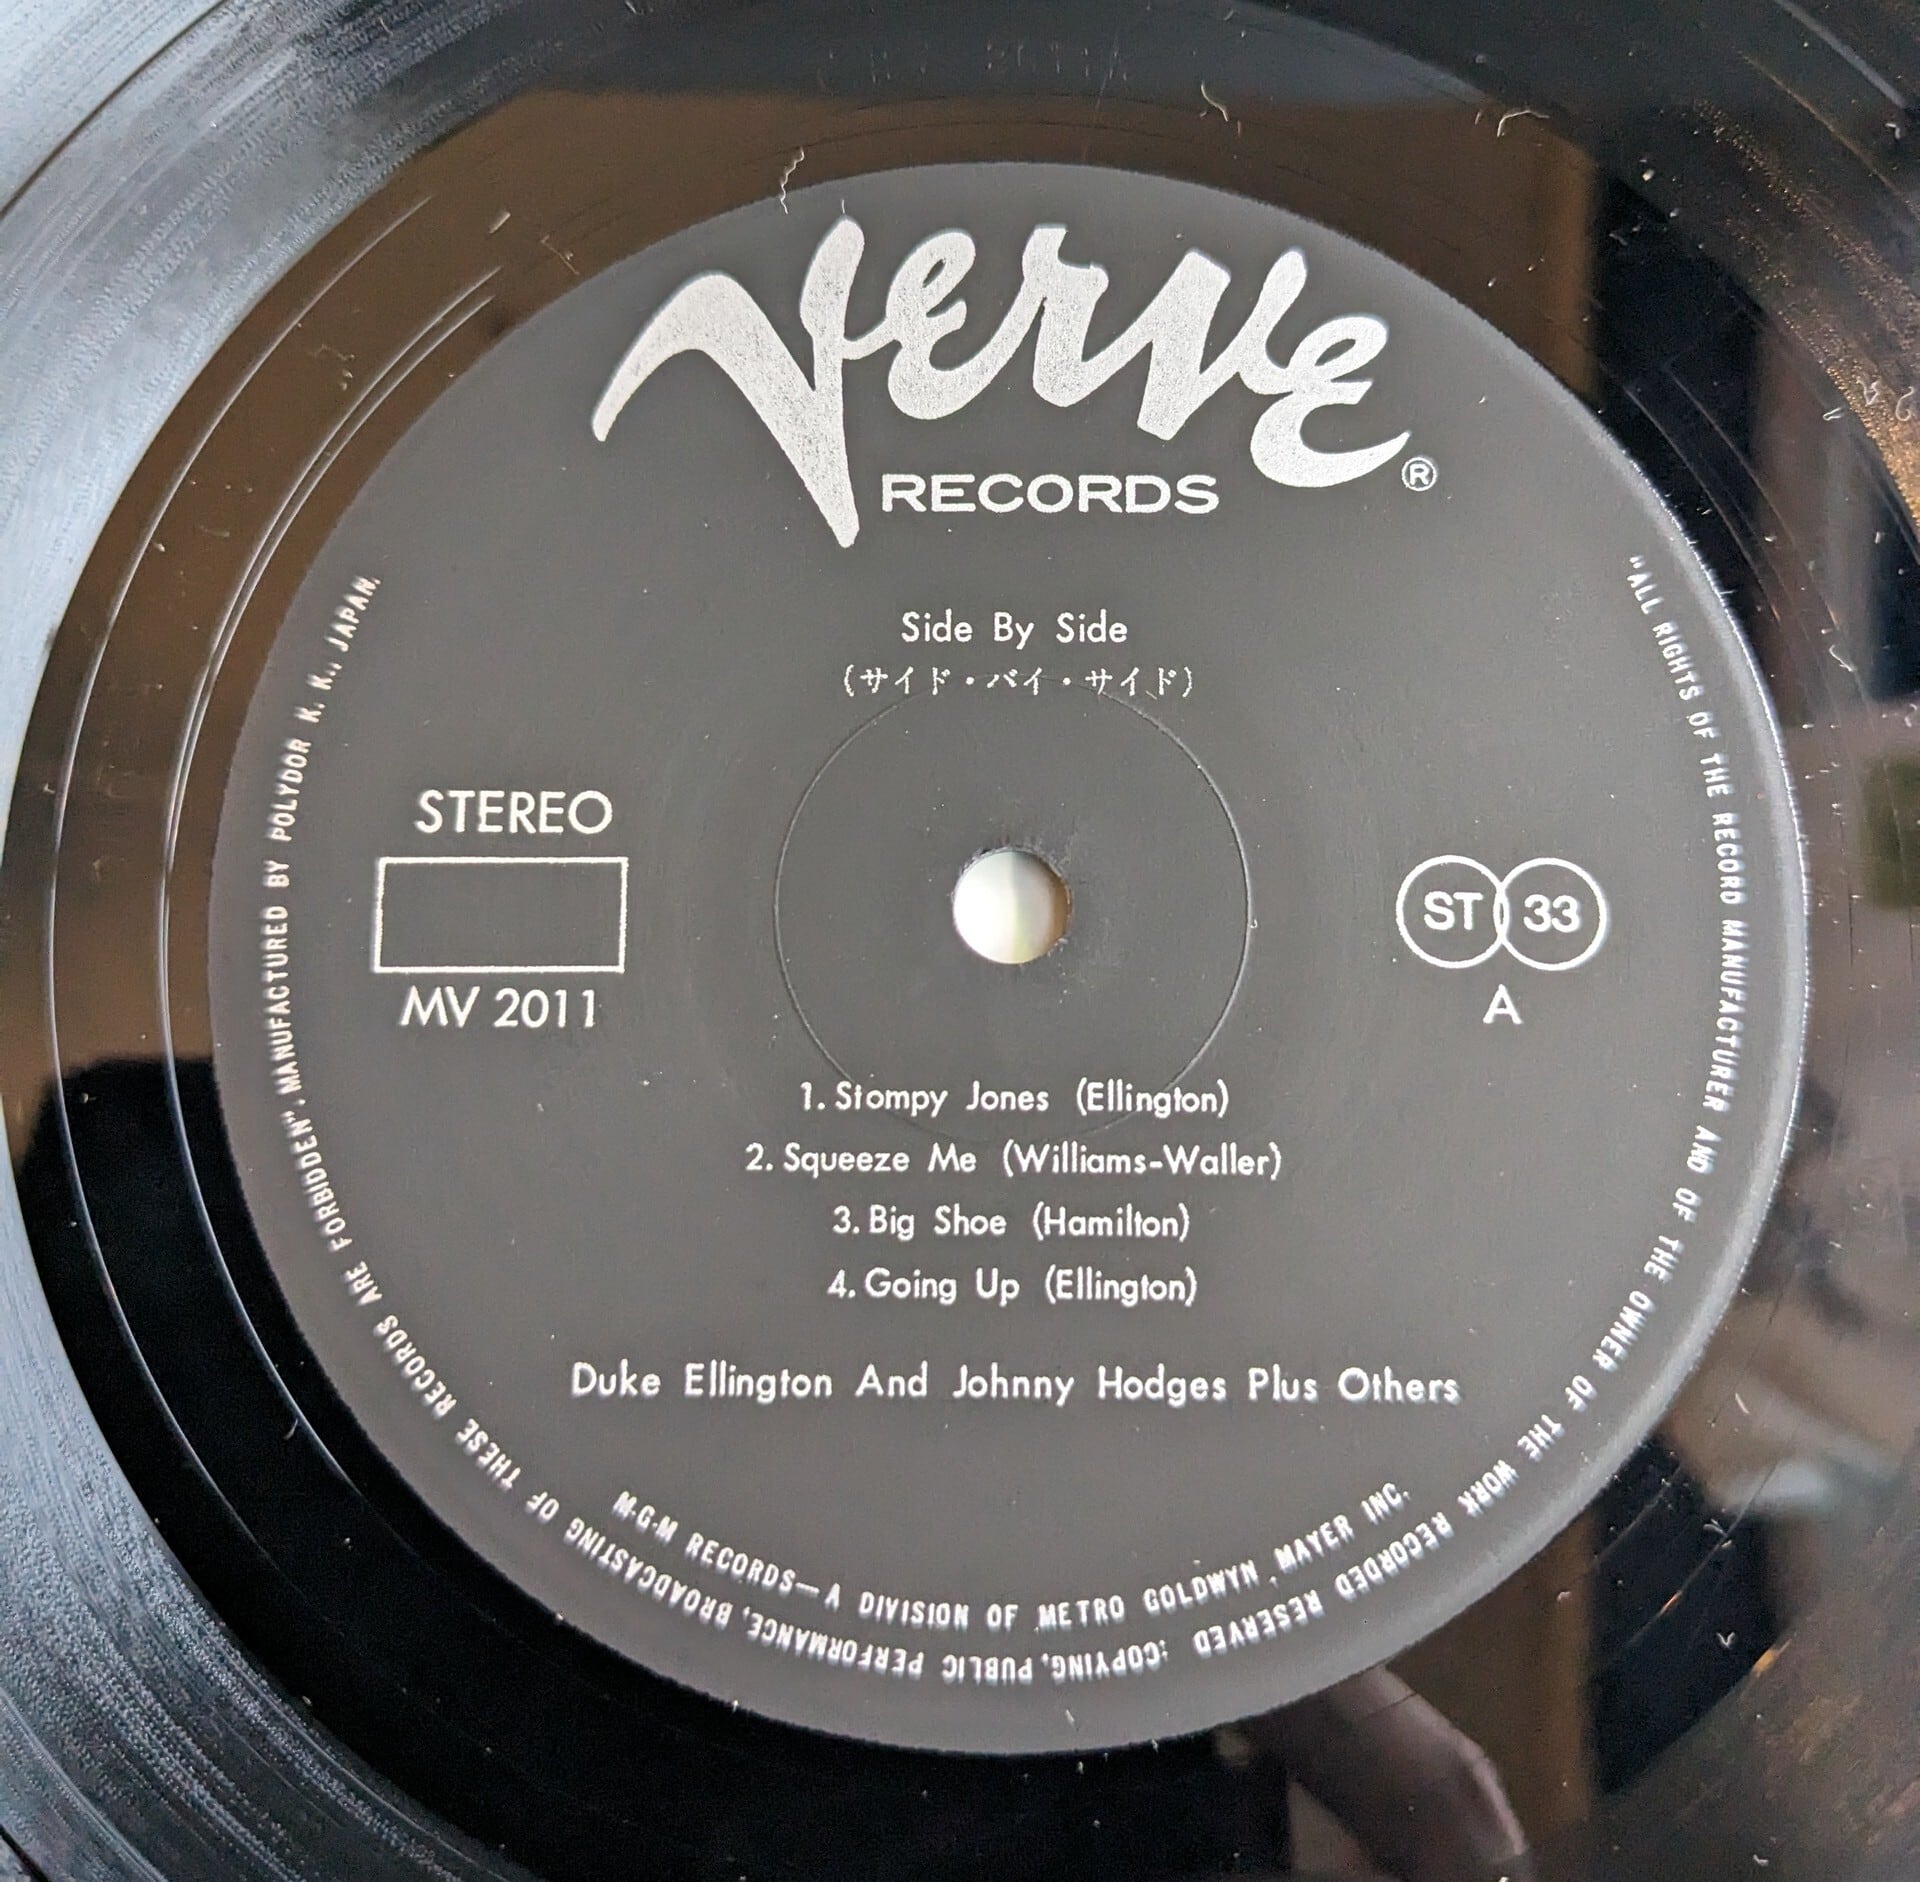 Verve
RECORDS ®
Side By Side
(サイド・バイ・サイド)
STEREO
MV 2011
ST 33
A
1. Stompy Jones (Ellington)
2. Squeeze Me (Williams-Waller)
3. Big Shoe (Hamilton)
4. Going Up (Ellington)
Duke Ellington And Johnny Hodges Plus Others
M-G-M RECORDS—A DIVISION OF METRO GOLDWYN, MAYER INC.
"ALL RIGHTS OF THE RECORD MANUFACTURER AND OF THE OWNER OF THE WORK RECORDED RESERVED ;COPYING, PUBLIC PERFORMANCE, BROADCASTING OF THESE RECORDS ARE FORBIDDEN". MANUFACTURED BY POLYDOR K. K., JAPAN.